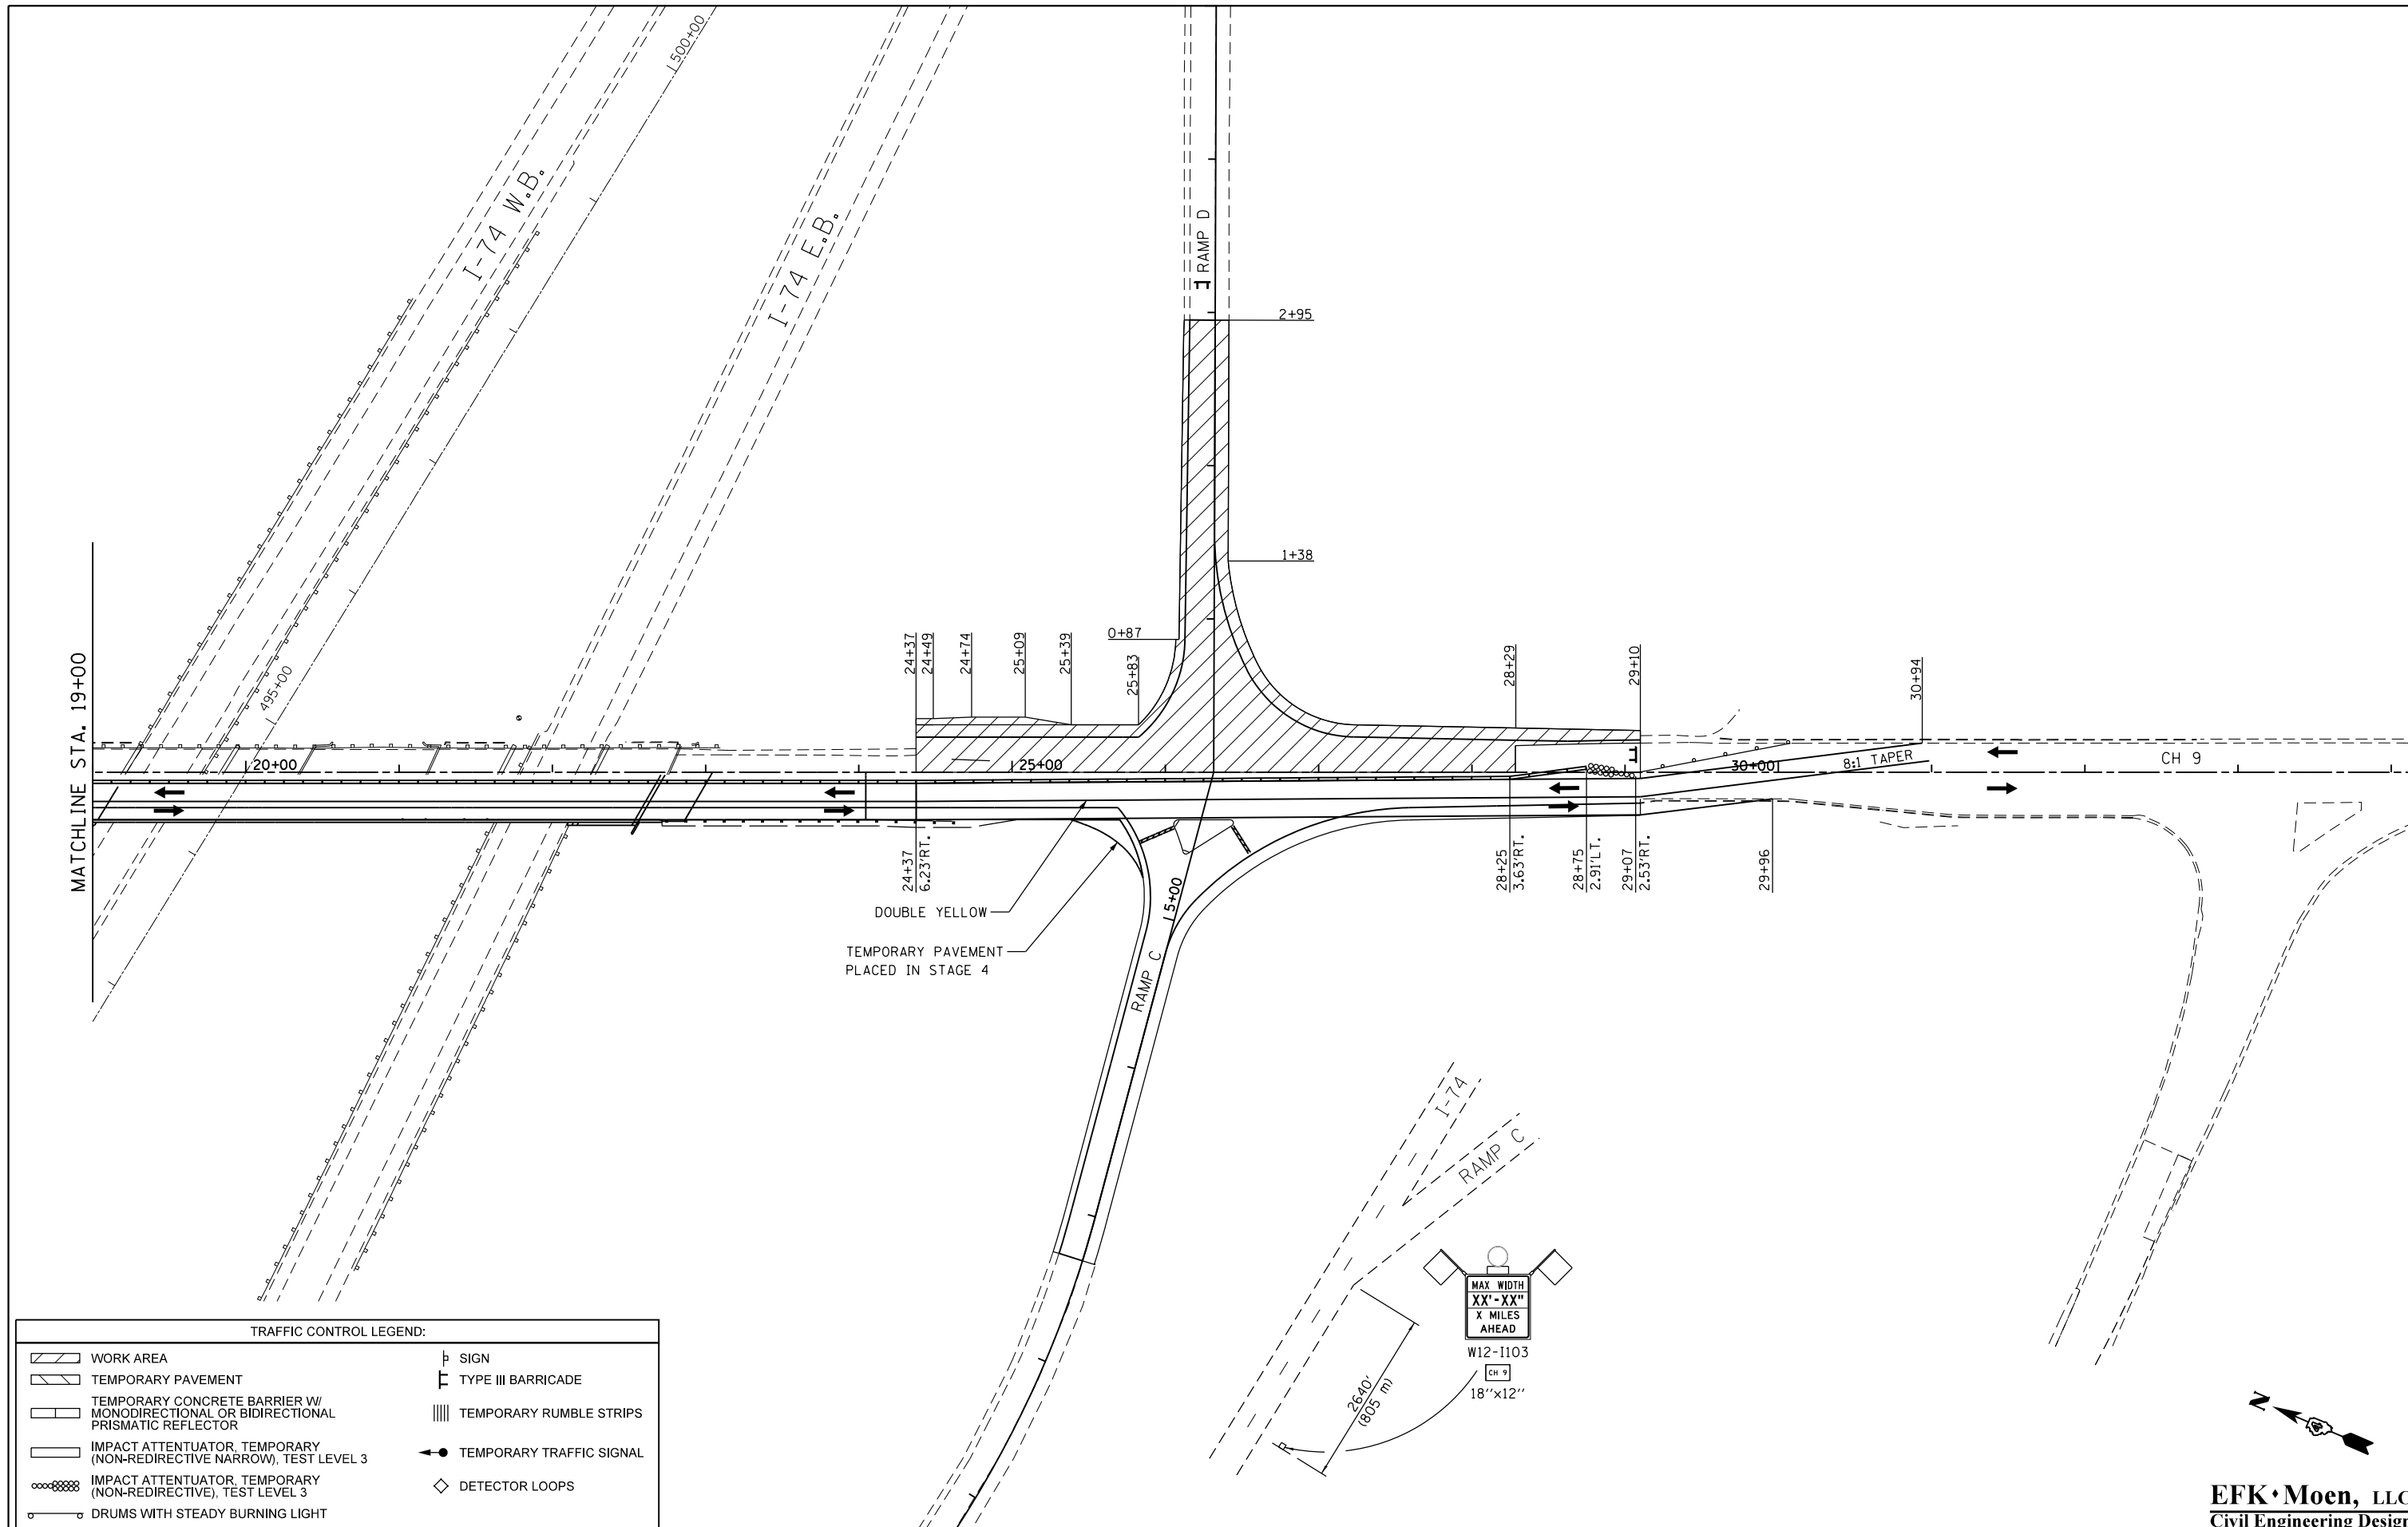 500+00
I-74 W.B.
I-74 E.B.
RAMP D
2+95
1+38
0+87
24+37
24+49
24+74
25+09
25+39
25+83
28+29
29+10
30+94
MATCHLINE STA. 19+00
495+00
20+00
25+00
30+00
8:1 TAPER
CH 9
24+37
6.23'RT.
28+25
3.63'RT.
28+75
2.91'LT.
29+07
2.53'RT.
29+96
DOUBLE YELLOW
TEMPORARY PAVEMENT
PLACED IN STAGE 4
5+00
RAMP C
I-74
RAMP C
2640'
(805 m)
MAX WIDTH
XX'-XX"
X MILES
AHEAD
W12-I103
CH 9
18"x12"
TRAFFIC CONTROL LEGEND:
WORK AREA
TEMPORARY PAVEMENT
TEMPORARY CONCRETE BARRIER W/
MONODIRECTIONAL OR BIDIRECTIONAL
PRISMATIC REFLECTOR
IMPACT ATTENTUATOR, TEMPORARY
(NON-REDIRECTIVE NARROW), TEST LEVEL 3
IMPACT ATTENTUATOR, TEMPORARY
(NON-REDIRECTIVE), TEST LEVEL 3
DRUMS WITH STEADY BURNING LIGHT
SIGN
TYPE III BARRICADE
TEMPORARY RUMBLE STRIPS
TEMPORARY TRAFFIC SIGNAL
DETECTOR LOOPS
N
EFK•Moen, LLC
Civil Engineering Design